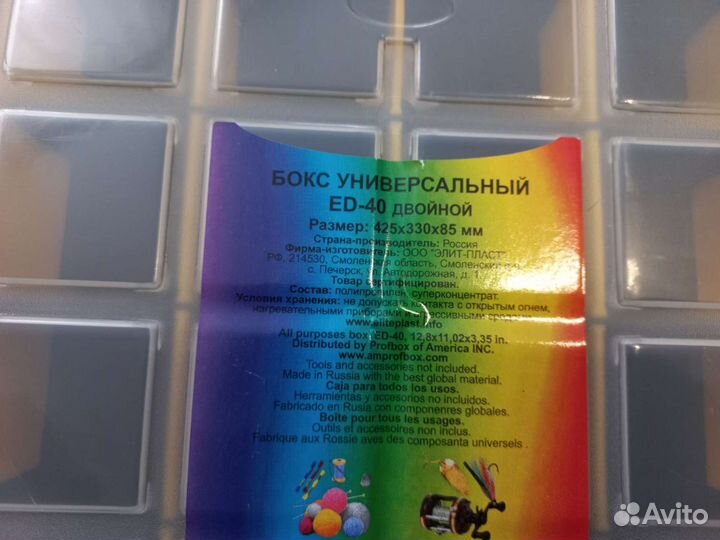 БОКС УНИВЕРСАЛЬНЫЙ
ED-40 ДВОЙНОЙ
Размер: 425х330х85 мм
Страна-производитель: Россия
Фирма-изготовитель: ООО "ЭЛИТ-ПЛАСТ"
РФ, 214530, Смоленская область, Смоленский
с. Печерск, Автодорожная, д. 1
Товар сертифицирован.
Состав: полипропилен, суперконцентрат.
Условия хранения: не допускать контакта с открытым огнем,
нагревательными приборами
www.eliteplast.info
All purposes box ED-40, 12,8x11,02x3,35 in.
Distributed by Profbox of America INC.
www.amprofbox.com
Tools and accessories not included.
Made in Russia with the best global material.
Caja para todos los usos.
Herramientas y accesorios no incluidos.
Fabricado en Rusia con componenres globales.
Boite pour tous les usages.
Outils et accessoires non inclus.
Fabrique aux Rossie aves des composanta universels .
Avito